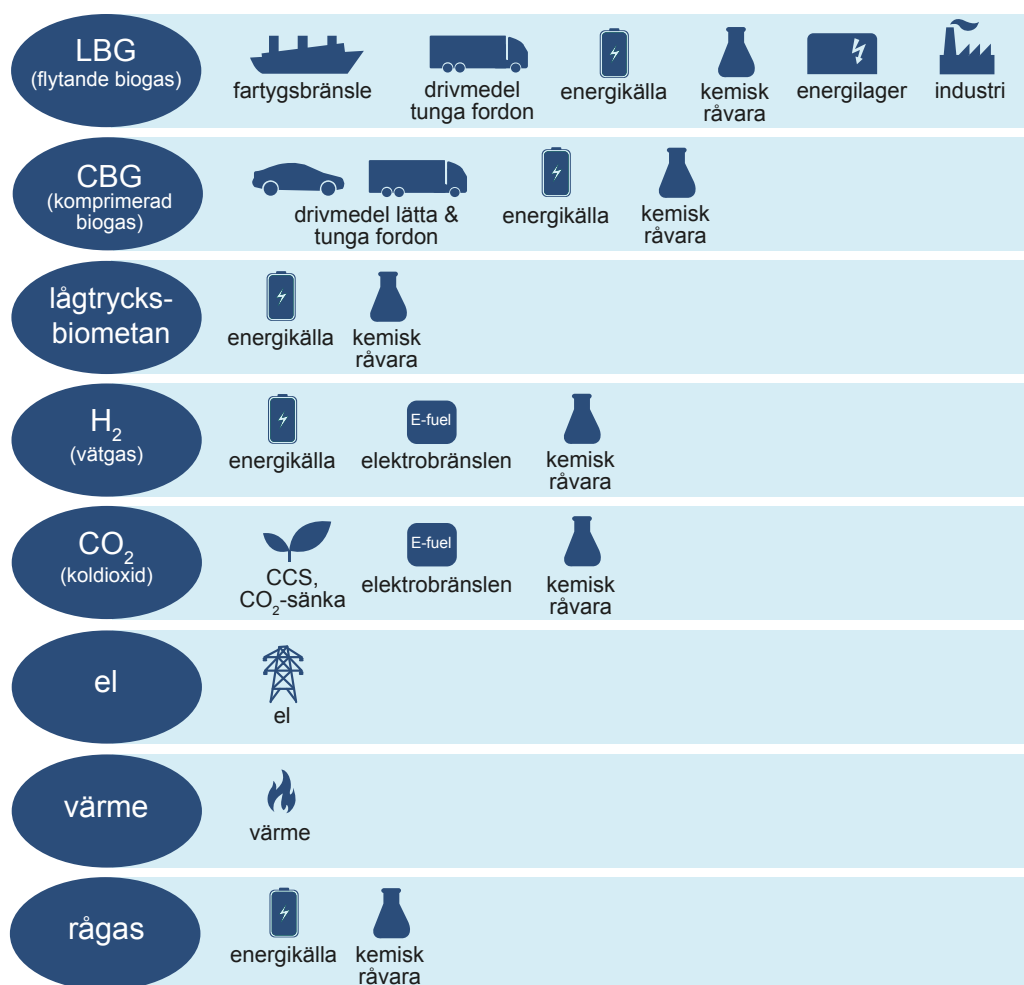 LBG
(flytande biogas)
fartygsbränsle
drivmedel
tunga fordon
energikälla
kemisk
råvara
energilager
industri
CBG
(komprimerad
biogas)
drivmedel lätta &
tunga fordon
energikälla
kemisk
råvara
lågtrycks-
biometan
energikälla
kemisk
råvara
H₂
(vätgas)
energikälla
E-fuel
elektrobränslen
kemisk
råvara
CO₂
(koldioxid)
CCS,
CO₂-sänka
E-fuel
elektrobränslen
kemisk
råvara
el
el
värme
värme
rågas
energikälla
kemisk
råvara